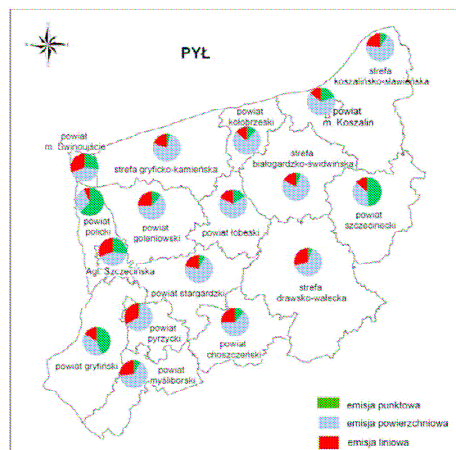 PYŁ
strefa
koszalińsko-sławieńska
powiat
m. Koszalin
powiat
kołobrzeski
powiat
m. Świnoujście
strefa gryficko-kamieńska
strefa
białogardzko-świdwińska
powiat
policki
powiat
goleniowski
powiat łobeski
powiat
szczecinecki
Agl. Szczecińska
powiat stargardzki
strefa
drawsko-wałecka
powiat
pyrzycki
powiat
choszczeński
powiat gryfiński
powiat
myśliborski
emisja punktowa
emisja powierzchniowa
emisja liniowa